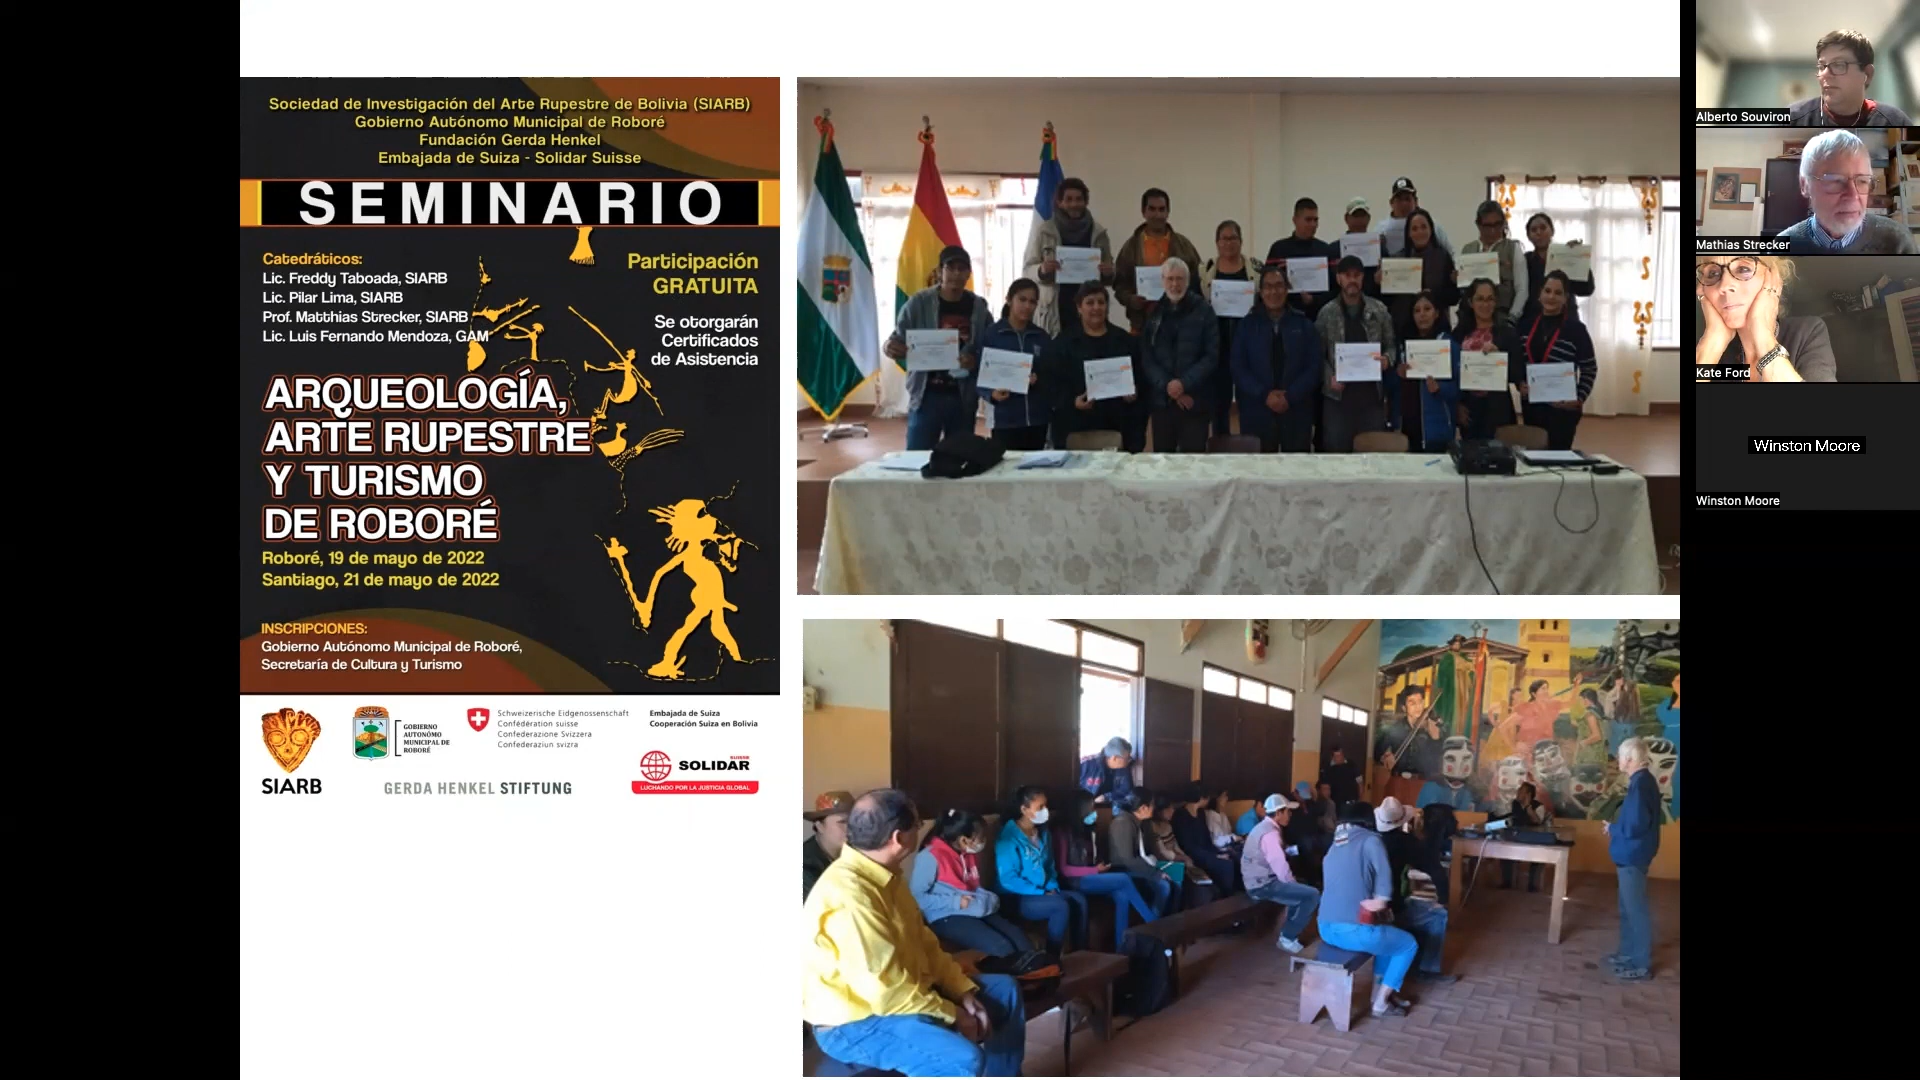 Sociedad de Investigación del Arte Rupestre de Bolivia (SIARB)
Gobierno Autónomo Municipal de Roboré
Fundación Gerda Henkel
Embajada de Suiza - Solidar Suisse
SEMINARIO
Catedráticos:
Lic. Freddy Taboada, SIARB
Lic. Pilar Lima, SIARB
Prof. Matthias Strecker, SIARB
Lic. Luis Fernando Mendoza, GAM
Participación
GRATUITA
Se otorgarán
Certificados
de Asistencia
ARQUEOLOGÍA,
ARTE RUPESTRE
Y TURISMO
DE ROBORÉ
Roboré, 19 de mayo de 2022
Santiago, 21 de mayo de 2022
INSCRIPCIONES:
Gobierno Autónomo Municipal de Roboré,
Secretaría de Cultura y Turismo
SIARB
GOBIERNO
AUTONÓMO
MUNICIPAL DE
ROBORÉ
Schweizerische Eidgenossenschaft
Confédération suisse
Confederazione Svizzera
Confederaziun svizra
Embajada de Suiza
Cooperación Suiza en Bolivia
GERDA HENKEL STIFTUNG
SUISSE
SOLIDAR
LUCHANDO POR LA JUSTICIA GLOBAL
Alberto Souviron
Mathias Strecker
Kate Ford
Winston Moore
Winston Moore